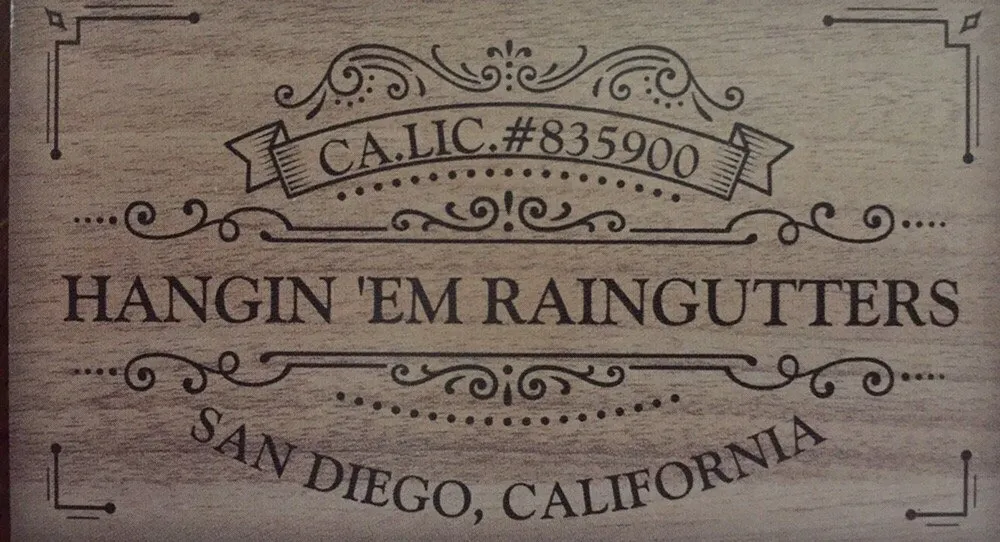 CA.LIC.#835900
HANGIN 'EM RAINGUTTERS
SAN DIEGO, CALIFORNIA